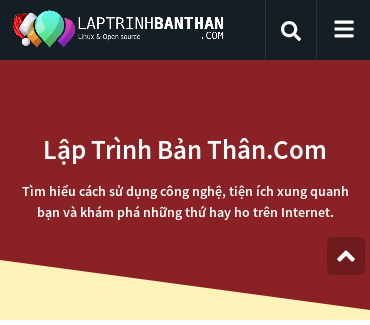 LAPTRINHBANTHAN
Linux & Open source .COM
Lập Trình Bản Thân.Com
Tìm hiểu cách sử dụng công nghệ, tiện ích xung quanh
bạn và khám phá những thứ hay ho trên Internet.